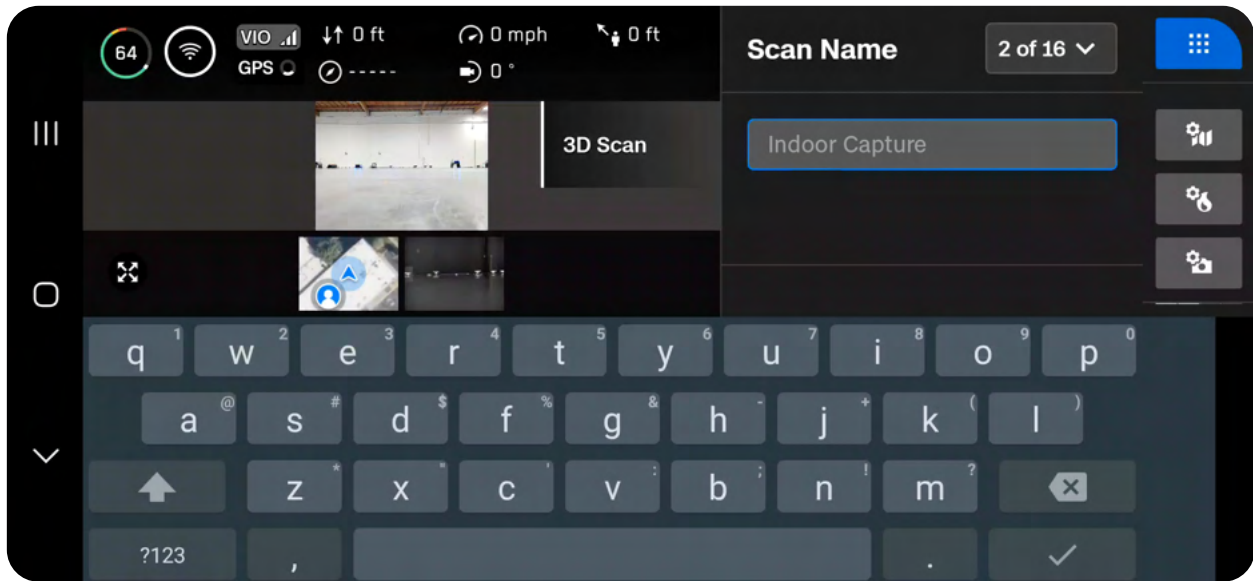 64
VIO
GPS
0 ft
0 mph
0 ft
-----
0 °
Scan Name
2 of 16
3D Scan
Indoor Capture
q 1 w 2 e 3 r 4 t 5 y 6 u 7 i 8 o 9 p 0
a @ s # d $ f % g & h - j + k ( l )
z * x " c ' v : b ; n ! m ?
?123 , .